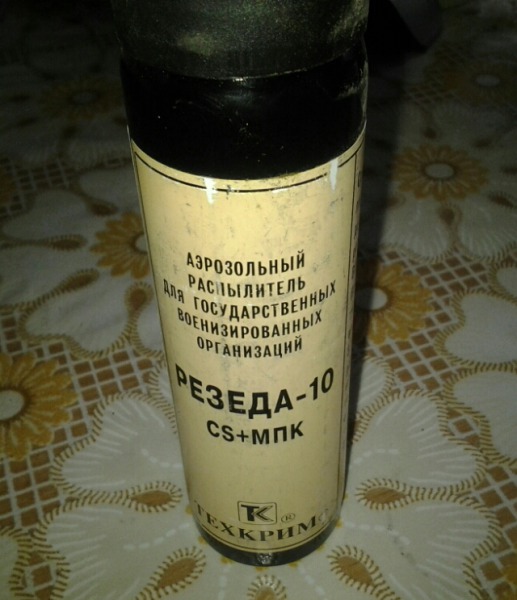 АЭРОЗОЛЬНЫЙ
РАСПЫЛИТЕЛЬ
ДЛЯ ГОСУДАРСТВЕННЫХ
ВОЕНИЗИРОВАННЫХ
ОРГАНИЗАЦИЙ
РЕЗЕДА-10
CS+МПК
ТК ®
ТЕХКРИМ